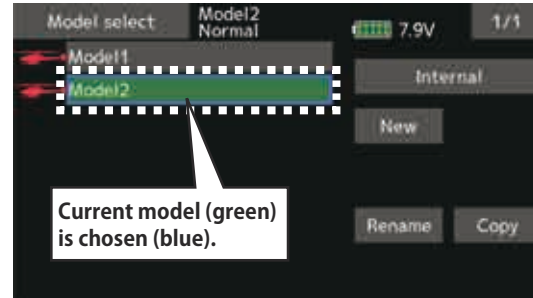 Model select
Model2
Normal
7.9V
1/1
Model1
Internal
Model2
New
Current model (green)
is chosen (blue).
Rename
Copy